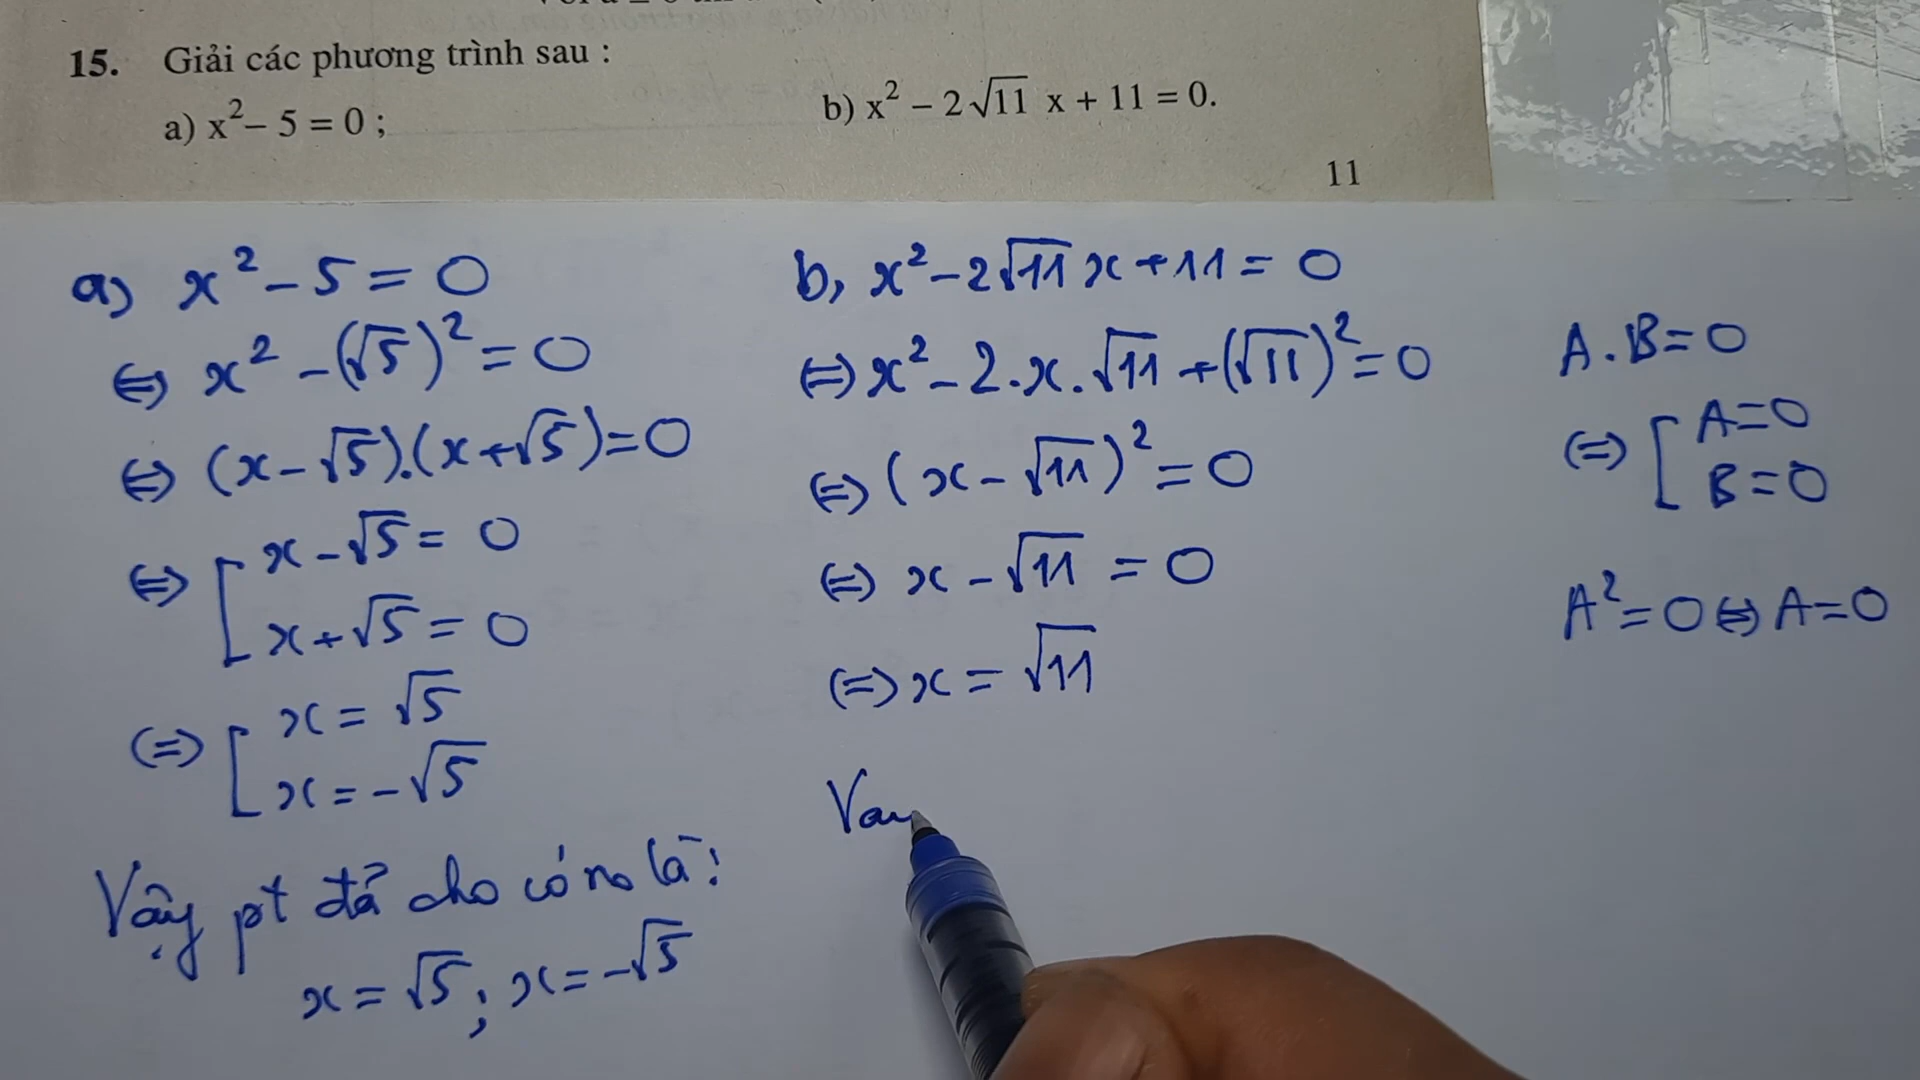 15. Giải các phương trình sau :
a) x² – 5 = 0 ;
b) x² – 2√11 x + 11 = 0.
11
a) x² – 5 = 0
⇔ x² – (√5)² = 0
⇔ (x – √5).(x + √5) = 0
⇔ [ x – √5 = 0
x + √5 = 0
⇔ [ x = √5
x = –√5
Vậy pt đã cho có no là:
x = √5 ; x = –√5
b, x² – 2√11 x + 11 = 0
⇔ x² – 2.x.√11 + (√11)² = 0
⇔ (x – √11)² = 0
⇔ x – √11 = 0
⇔ x = √11
Vay
A.B = 0
⇔ [ A = 0
B = 0
A² = 0 ⇔ A = 0